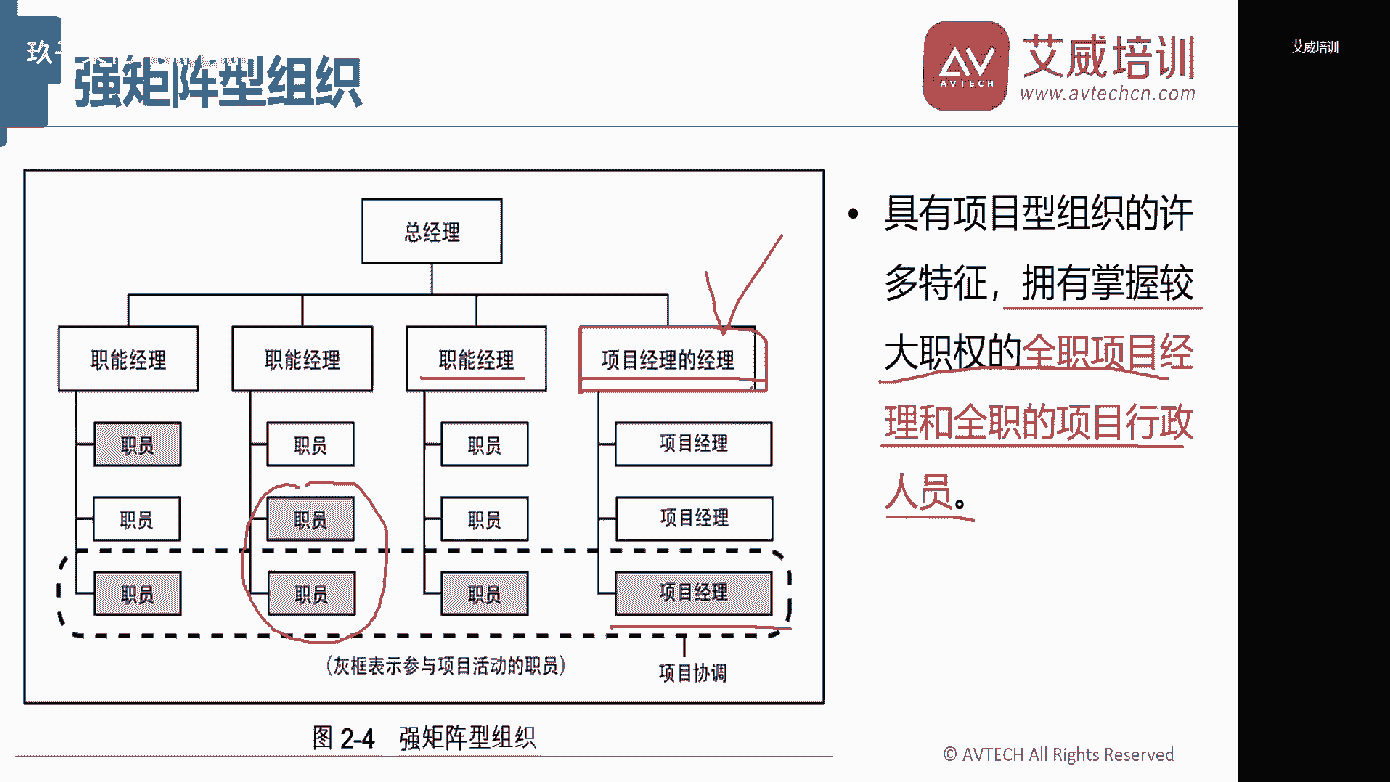 玖
强矩阵型组织
AV
AVTECH
艾威培训
www.avtechcn.com
艾威培训
总经理
职能经理 职能经理 职能经理 项目经理的经理
职员 职员 职员 项目经理
职员 职员 职员 项目经理
职员 职员 职员 项目经理
(灰框表示参与项目活动的职员) 项目协调
图 2-4 强矩阵型组织
• 具有项目型组织的许
多特征，拥有掌握较
大职权的全职项目经
理和全职的项目行政
人员。
© AVTECH All Rights Reserved